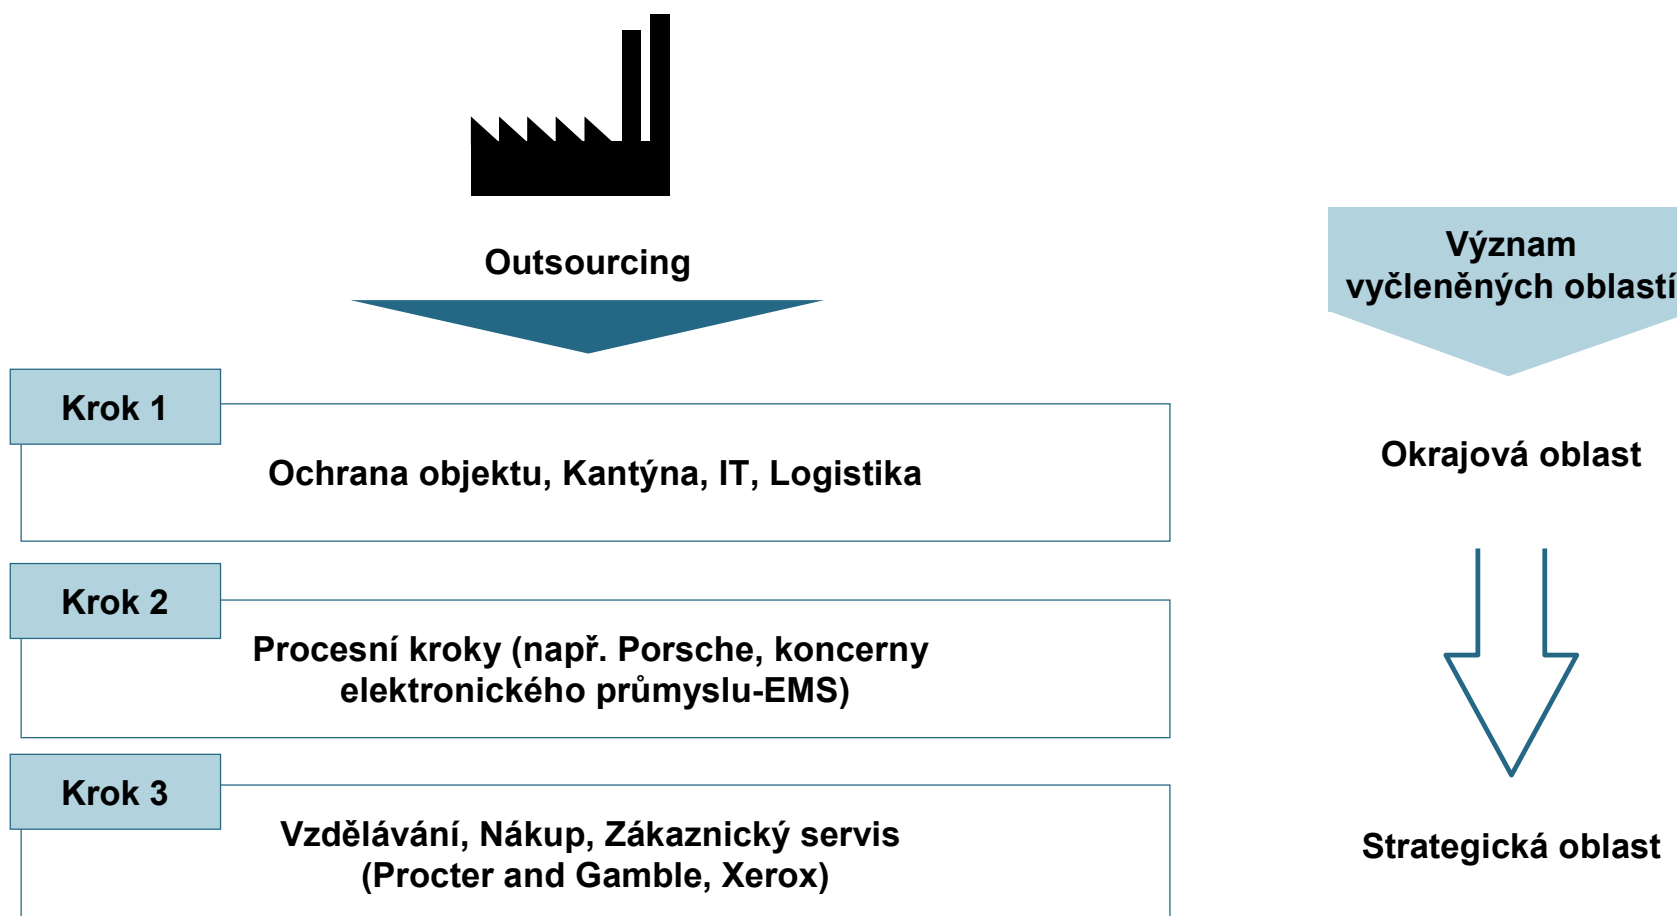 Outsourcing
Význam
vyčleněných oblastí
Krok 1
Ochrana objektu, Kantýna, IT, Logistika
Okrajová oblast
Krok 2
Procesní kroky (např. Porsche, koncerny
elektronického průmyslu-EMS)
Krok 3
Vzdělávání, Nákup, Zákaznický servis
(Procter and Gamble, Xerox)
Strategická oblast